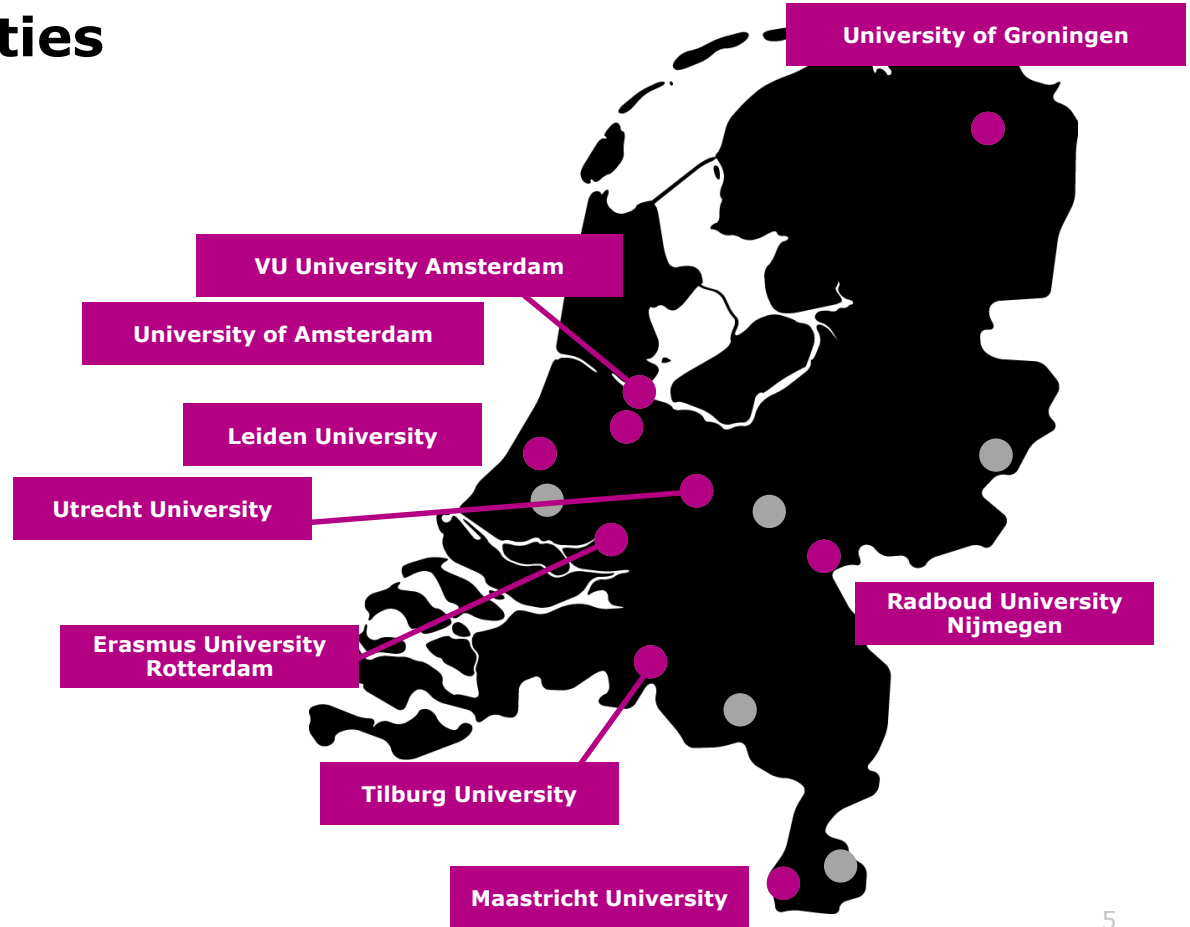 ties
University of Groningen
VU University Amsterdam
University of Amsterdam
Leiden University
Utrecht University
Radboud University
Nijmegen
Erasmus University
Rotterdam
Tilburg University
Maastricht University
5